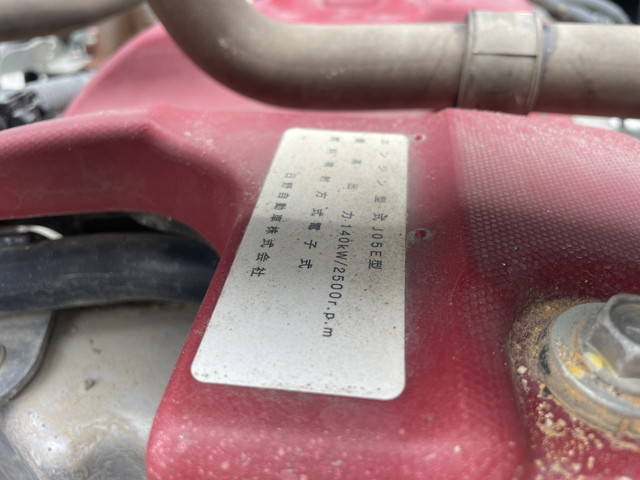 エンジン型式 J05E型
最高出力 140kW/2500r.p.m
燃料噴射方式 電子式
日野自動車株式会社